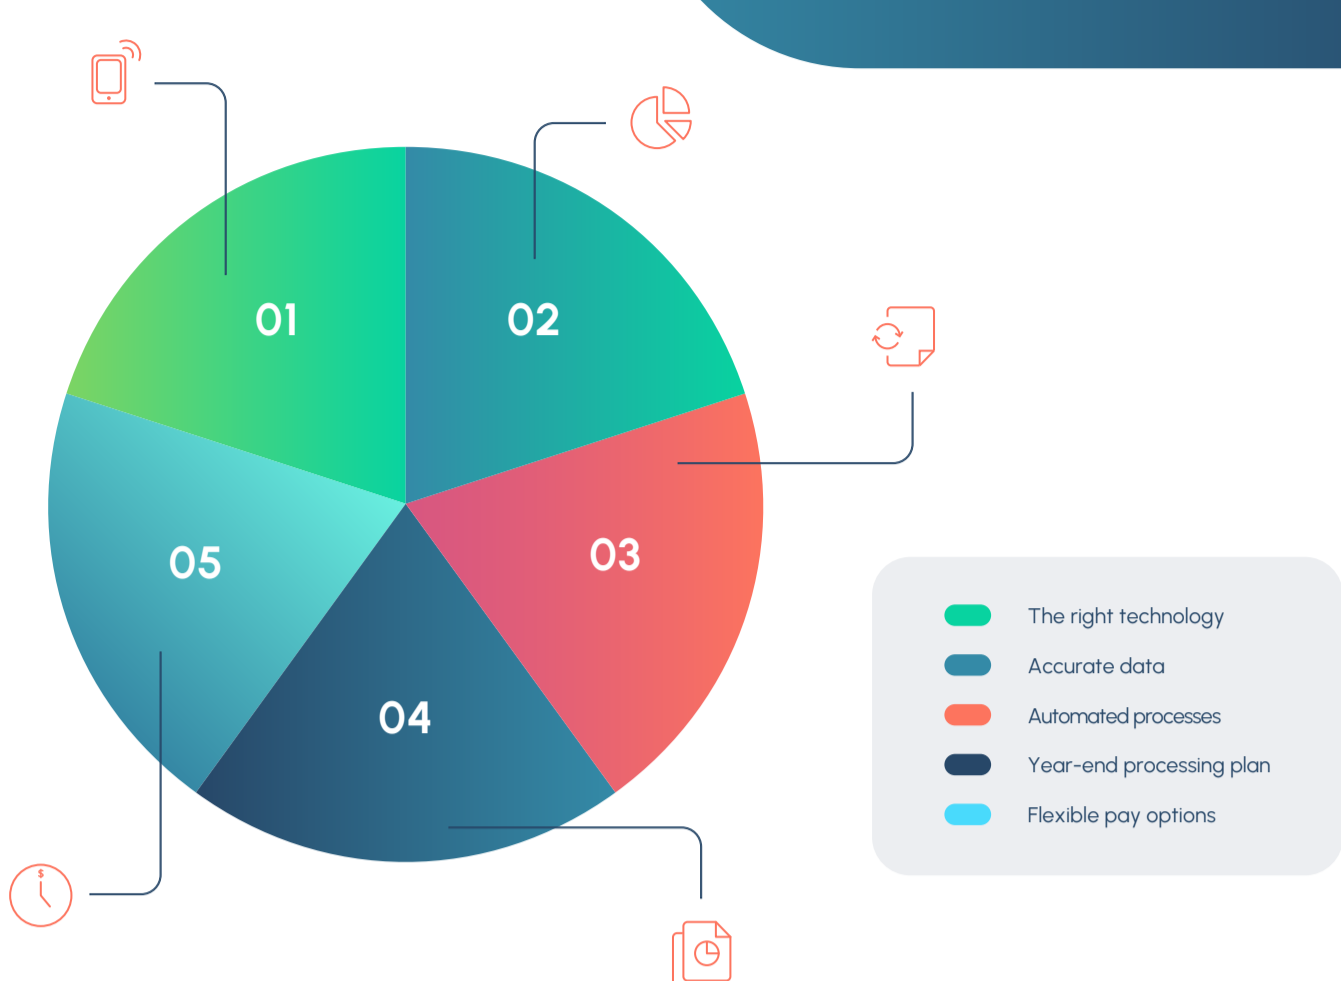 01
02
03
04
05
$
The right technology
Accurate data
Automated processes
Year-end processing plan
Flexible pay options